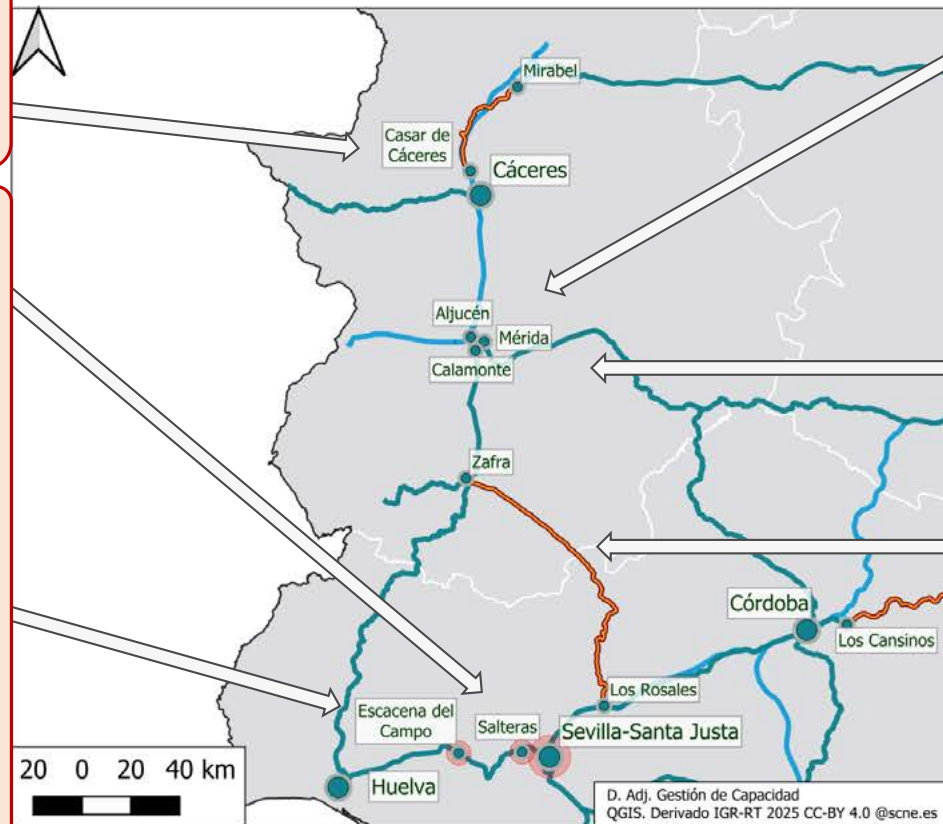 Mirabel
Casar de
Cáceres
Cáceres
Aljucén
Mérida
Calamonte
Zafra
Córdoba
Los Cansinos
Los Rosales
Escacena del
Campo
Salteras
Sevilla-Santa Justa
Huelva
20 0 20 40 km
D. Adj. Gestión de Capacidad
QGIS. Derivado IGR-RT 2025 CC-BY 4.0 @scne.es